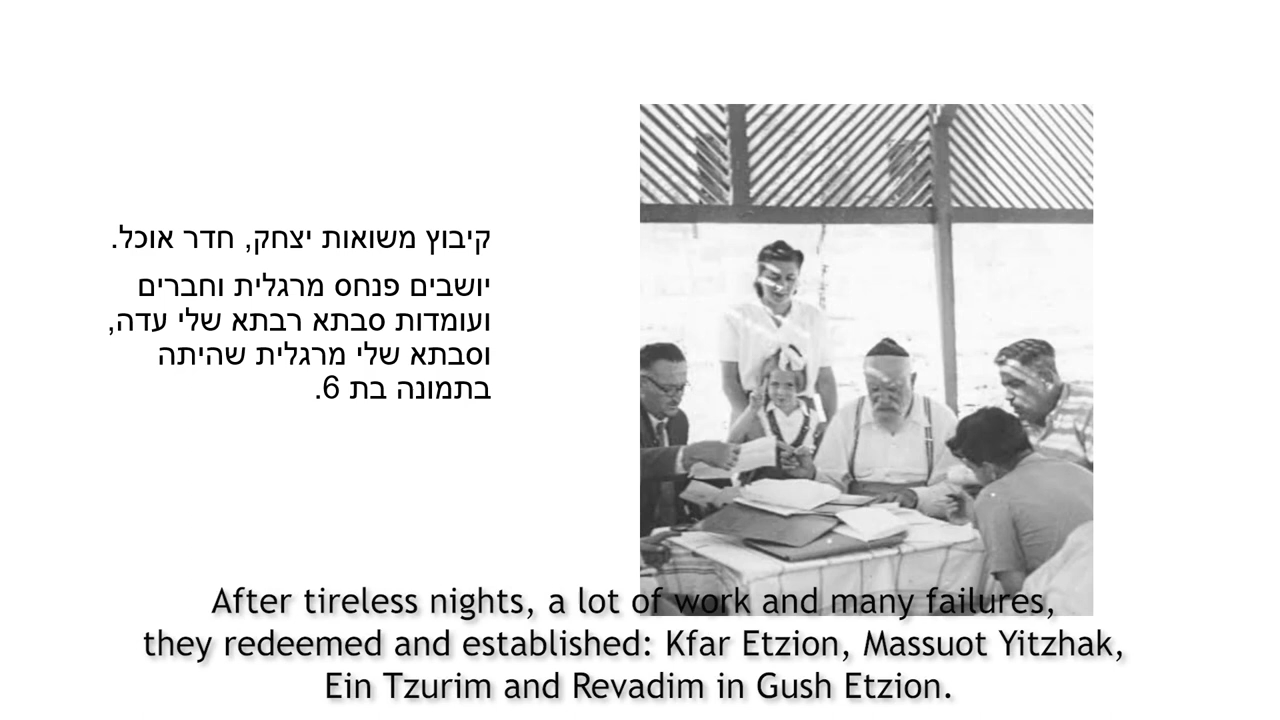 קיבוץ משואות יצחק, חדר אוכל.
יושבים פנחס מרגלית וחברים
ועומדות סבתא רבתא שלי עדה,
וסבתא שלי מרגלית שהיתה
בתמונה בת 6.
After tireless nights, a lot of work and many failures,
they redeemed and established: Kfar Etzion, Massuot Yitzhak,
Ein Tzurim and Revadim in Gush Etzion.